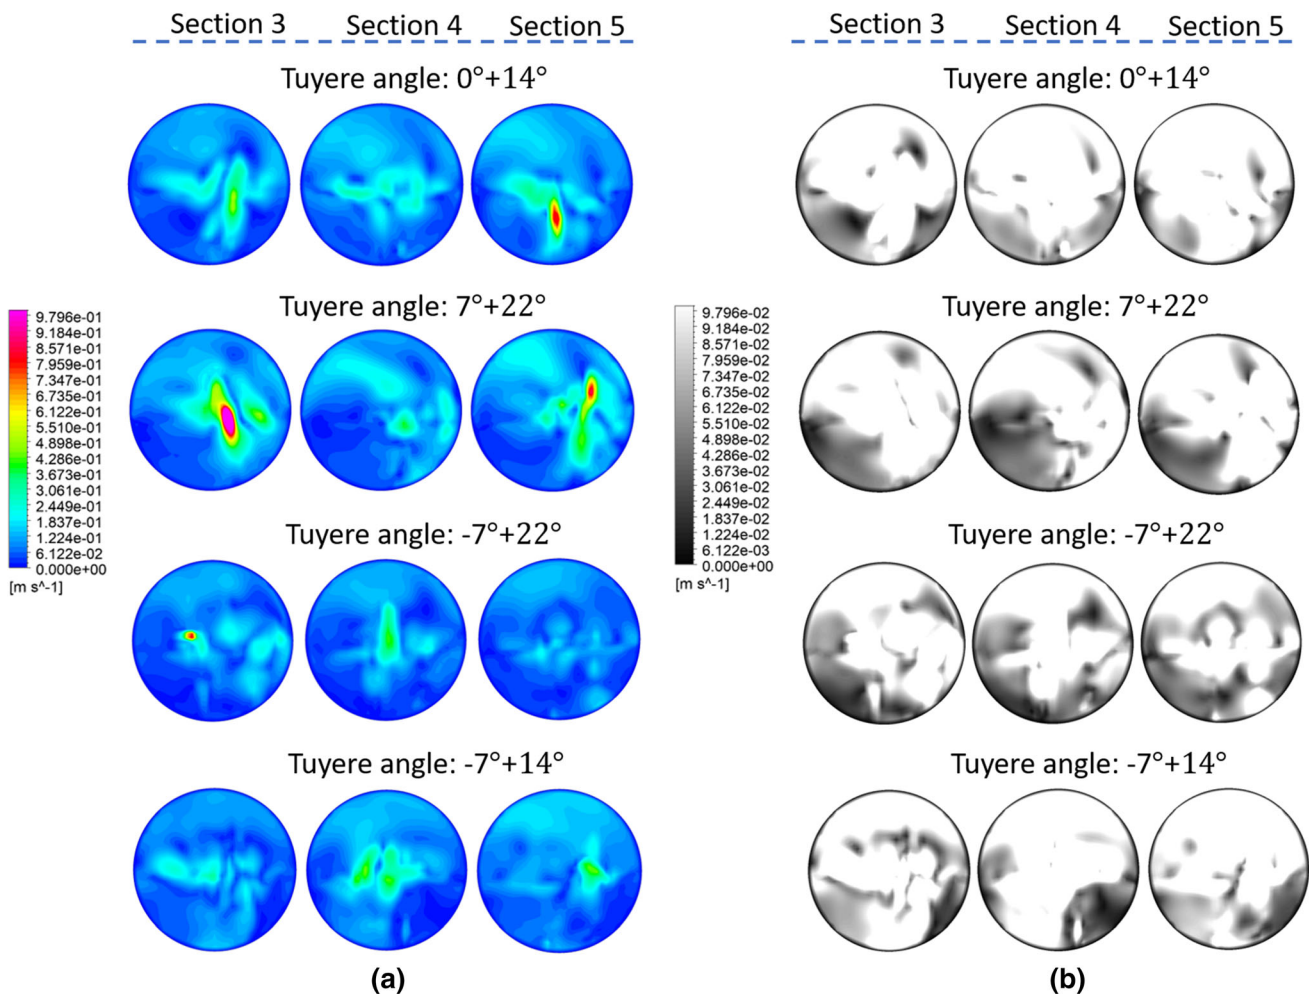 Section 3 Section 4 Section 5
Tuyere angle: 0°+14°
Tuyere angle: 7°+22°
9.796e-01
9.184e-01
8.571e-01
7.959e-01
7.347e-01
6.735e-01
6.122e-01
5.510e-01
4.898e-01
4.286e-01
3.673e-01
3.061e-01
2.449e-01
1.837e-01
1.224e-01
6.122e-02
0.000e+00
[m s^-1]
Tuyere angle: -7°+22°
Tuyere angle: -7°+14°
(a)
Section 3 Section 4 Section 5
Tuyere angle: 0°+14°
Tuyere angle: 7°+22°
9.796e-02
9.184e-02
8.571e-02
7.959e-02
7.347e-02
6.735e-02
6.122e-02
5.510e-02
4.898e-02
4.286e-02
3.673e-02
3.061e-02
2.449e-02
1.837e-02
1.224e-02
6.122e-03
0.000e+00
[m s^-1]
Tuyere angle: -7°+22°
Tuyere angle: -7°+14°
(b)